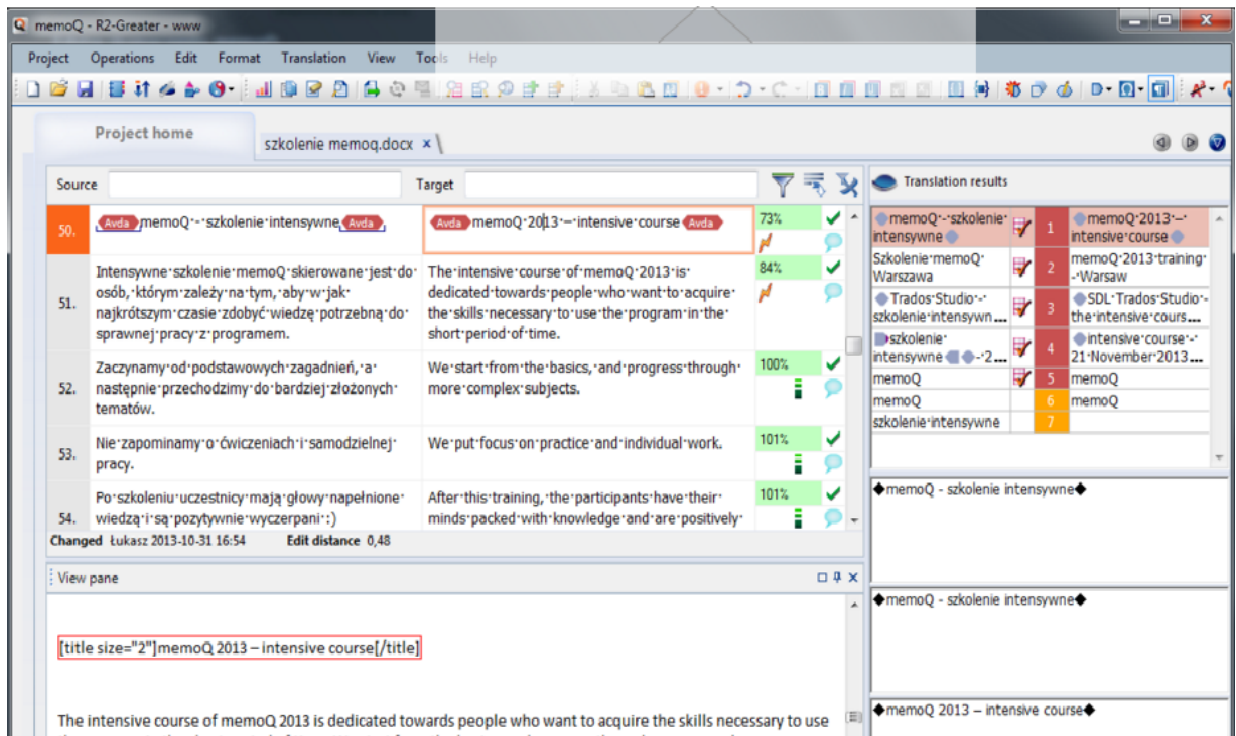 memoQ - R2-Greater - www
Project Operations Edit Format Translation View Tools Help
Project home
szkolenie memoq.docx
Source
Target
50.
Avda memoQ - szkolenie intensywne Avda
Avda memoQ 2013 – intensive course Avda
73%
51.
Intensywne szkolenie memoQ skierowane jest do
osób, którym zależy na tym, aby w jak
najkrótszym czasie zdobyć wiedzę potrzebną do
sprawnej pracy z programem.
The intensive course of memoQ 2013 is
dedicated towards people who want to acquire
the skills necessary to use the program in the
short period of time.
84%
52.
Zaczynamy od podstawowych zagadnień, a
następnie przechodzimy do bardziej złożonych
tematów.
We start from the basics, and progress through
more complex subjects.
100%
53.
Nie zapominamy o ćwiczeniach i samodzielnej
pracy.
We put focus on practice and individual work.
101%
54.
Po szkoleniu uczestnicy mają głowy napełnione
wiedzą i są pozytywnie wyczerpani :)
After this training, the participants have their
minds packed with knowledge and are positively
101%
Changed Łukasz 2013-10-31 16:54 Edit distance 0,48
View pane
[title size="2"]memoQ 2013 – intensive course[/title]
The intensive course of memoQ 2013 is dedicated towards people who want to acquire the skills necessary to use
Translation results
memoQ - szkolenie
intensywne
1
memoQ 2013 –
intensive course
Szkolenie memoQ
Warszawa
2
memoQ 2013 training
- Warsaw
Trados Studio -
szkolenie intensywn...
3
SDL Trados Studio -
the intensive cours...
szkolenie
intensywne - 2...
4
intensive course -
21 November 2013...
memoQ
5
memoQ
memoQ
6
memoQ
szkolenie intensywne
7
memoQ - szkolenie intensywne
memoQ - szkolenie intensywne
memoQ 2013 – intensive course